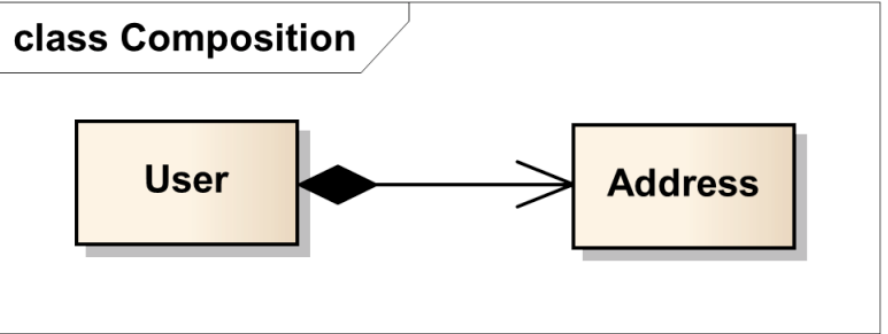 class Composition
User
Address